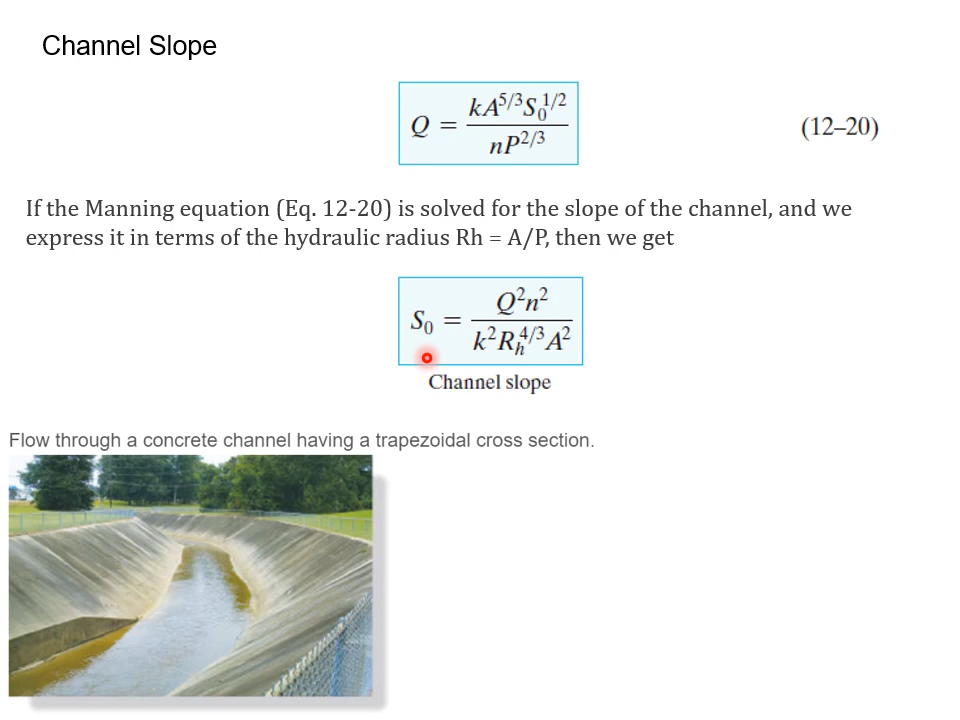 Channel Slope
Q = kA^5/3 S_0^1/2 / nP^2/3 (12–20)
If the Manning equation (Eq. 12-20) is solved for the slope of the channel, and we
express it in terms of the hydraulic radius Rh = A/P, then we get
S_0 = Q^2 n^2 / k^2 R_h^4/3 A^2
Channel slope
Flow through a concrete channel having a trapezoidal cross section.